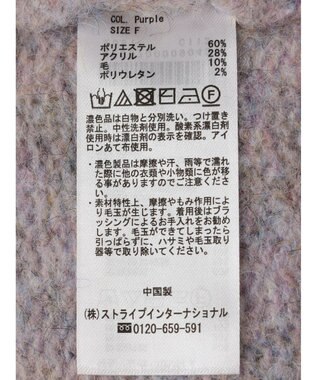 COL. Purple
SIZE F
ポリエステル 60%
アクリル 28%
毛 10%
ポリウレタン 2%
濃色品は白物と分別洗い。つけ置き
禁止。中性洗剤使用。酸素系漂白剤
使用時は漂白剤の表示を確認。アイ
ロンあて布使用。
・濃色製品は摩擦や汗、雨等で濡れ
た際に他の衣類や小物類に色が移
る事がありますのでご注意くださ
い。
・素材特性上、摩擦やもみ作用によ
り毛玉が生じます。着用後はブラ
ッシングによるお手入れをお勧め
します。毛玉ができてしまったら
引っぱらずに、ハサミや毛玉取り
器等で取り除いてください。
中国製
(株)ストライプインターナショナル
0120-659-591